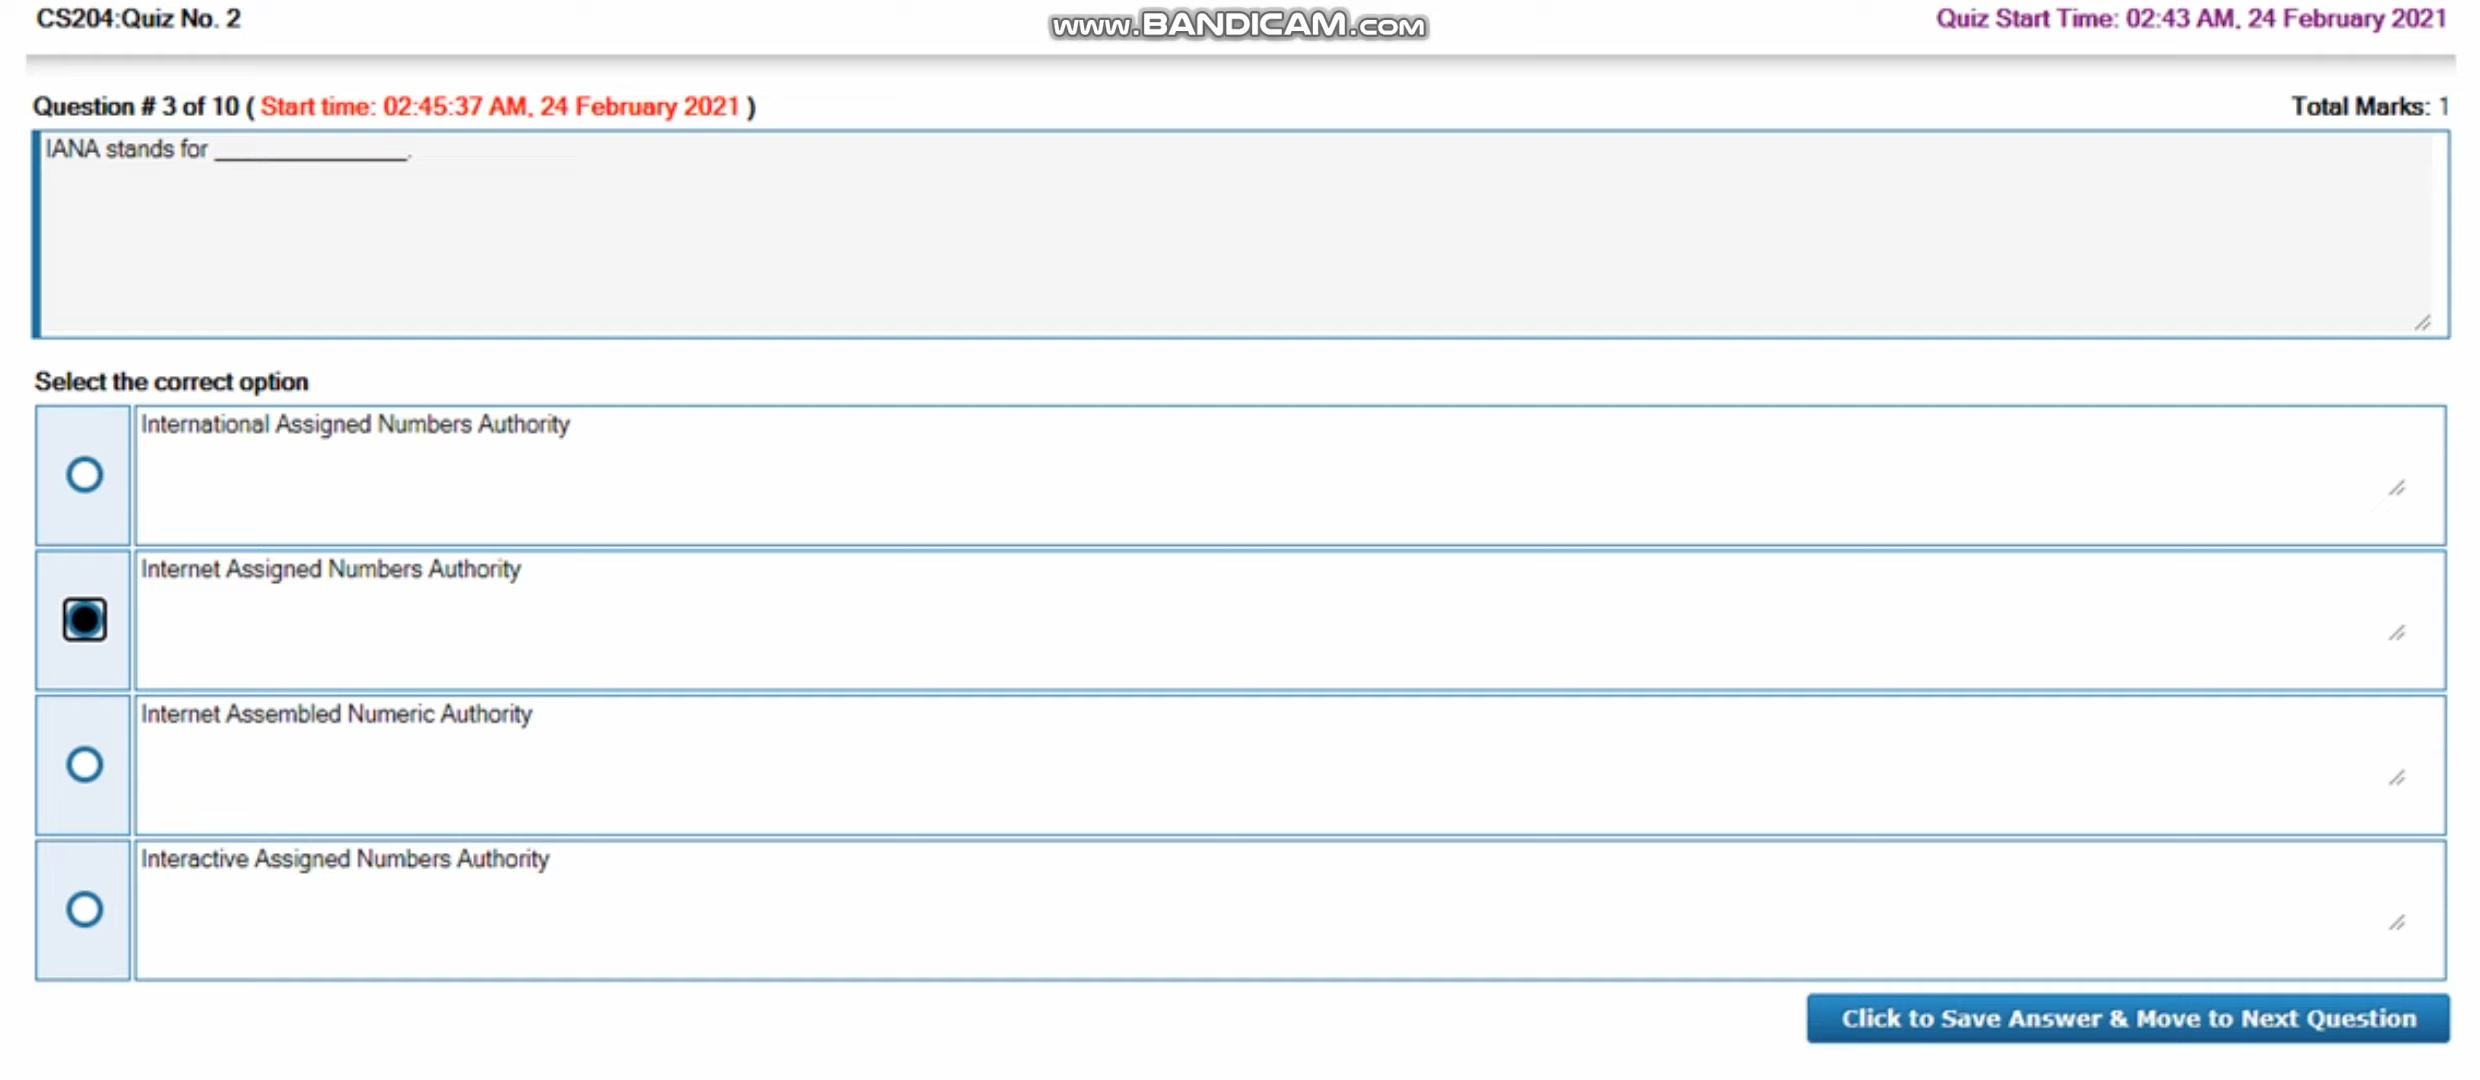 CS204:Quiz No. 2
www.BANDICAM.com
Quiz Start Time: 02:43 AM, 24 February 2021
Question # 3 of 10 ( Start time: 02:45:37 AM, 24 February 2021 )
Total Marks: 1
IANA stands for _______________.
Select the correct option
International Assigned Numbers Authority
Internet Assigned Numbers Authority
Internet Assembled Numeric Authority
Interactive Assigned Numbers Authority
Click to Save Answer & Move to Next Question